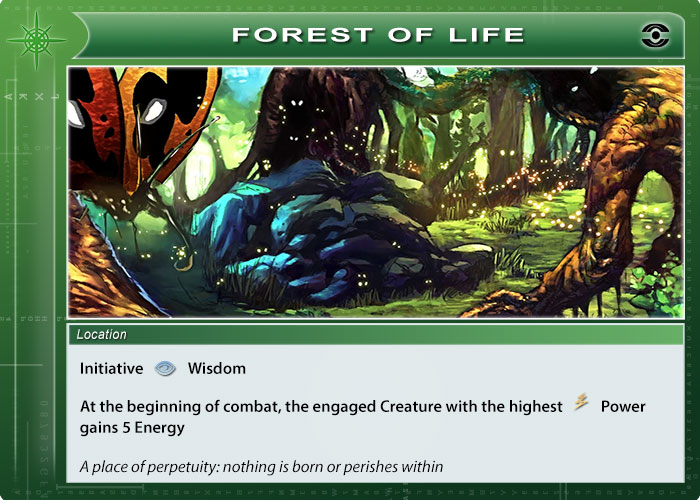 FOREST OF LIFE
Location
Initiative Wisdom
At the beginning of combat, the engaged Creature with the highest Power
gains 5 Energy
A place of perpetuity: nothing is born or perishes within